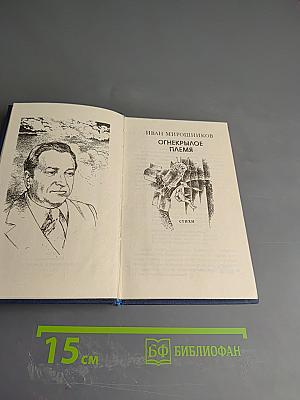 ИВАН МИРОШНИКОВ
ОГНЕКРЫЛОЕ
ПЛЕМЯ
СТИХИ
15 см
БФ БИБЛИОФАН